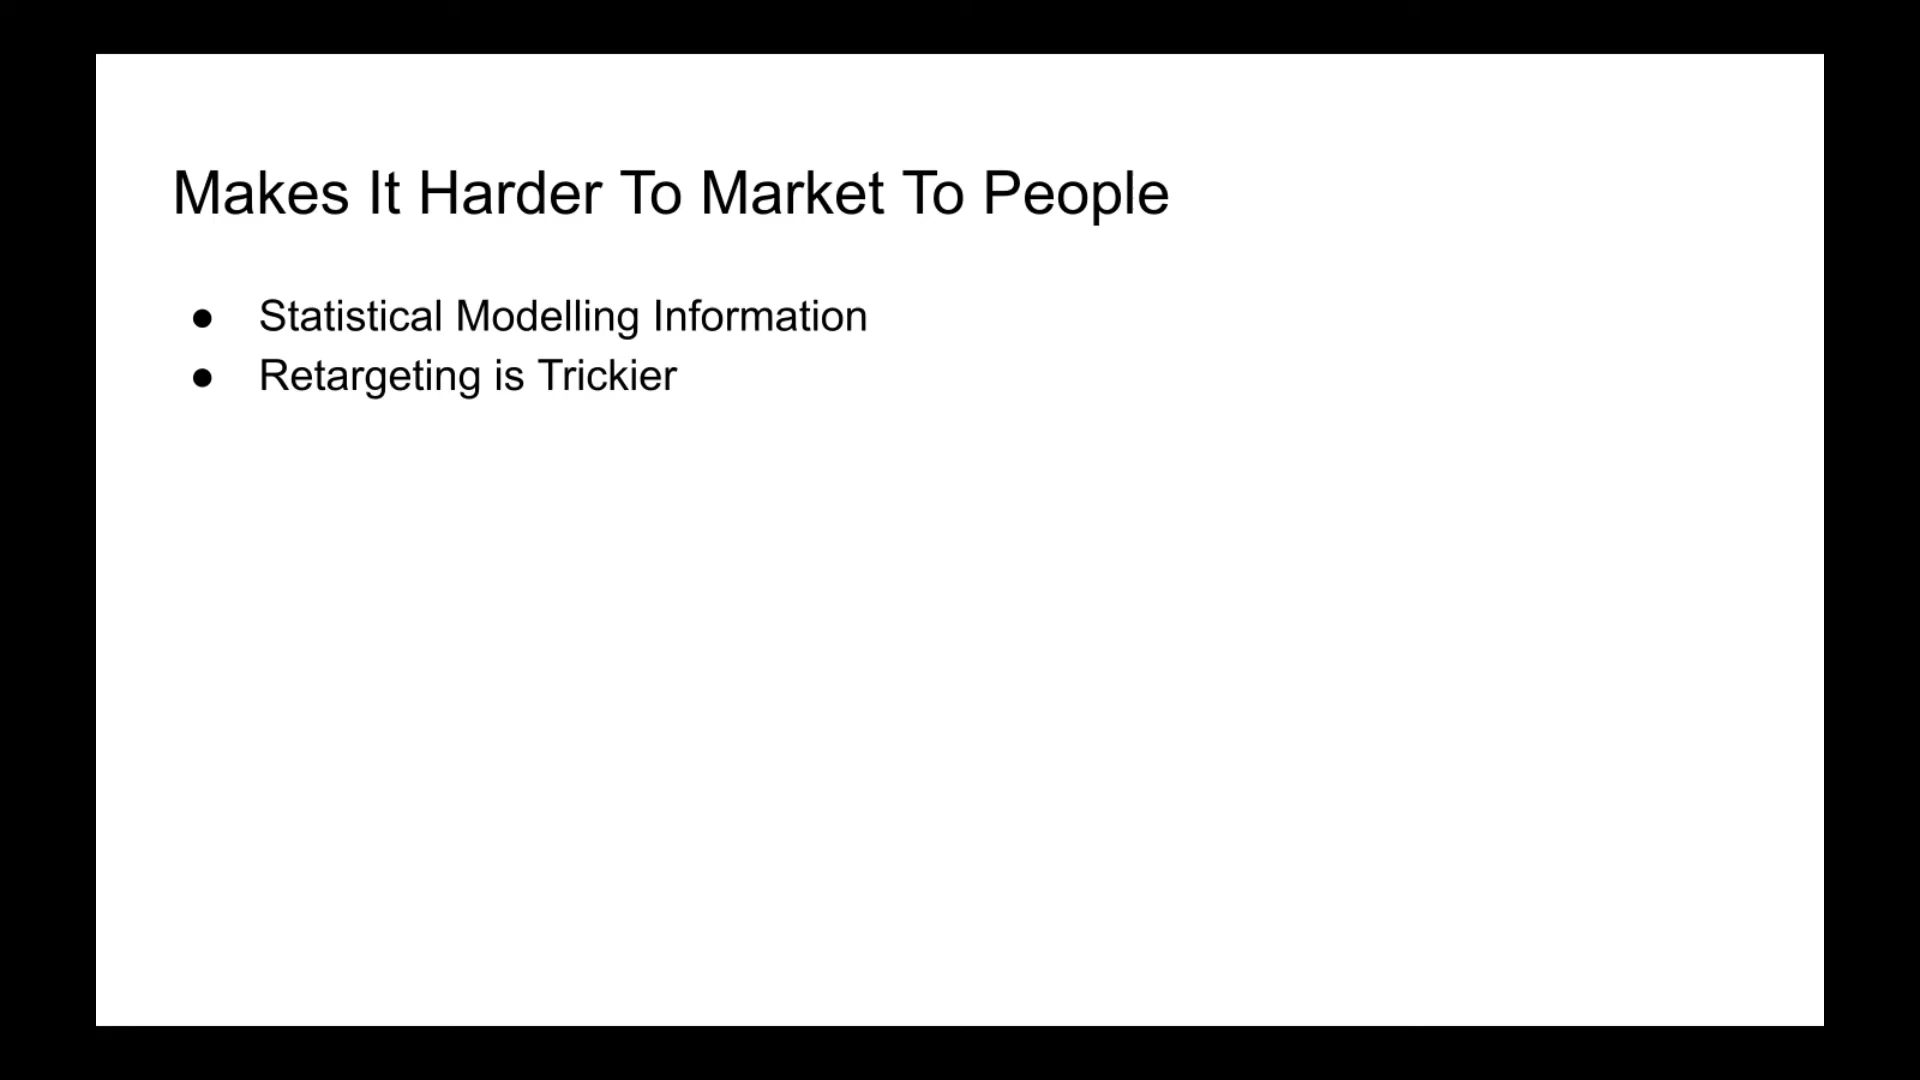 Makes It Harder To Market To People
● Statistical Modelling Information
● Retargeting is Trickier